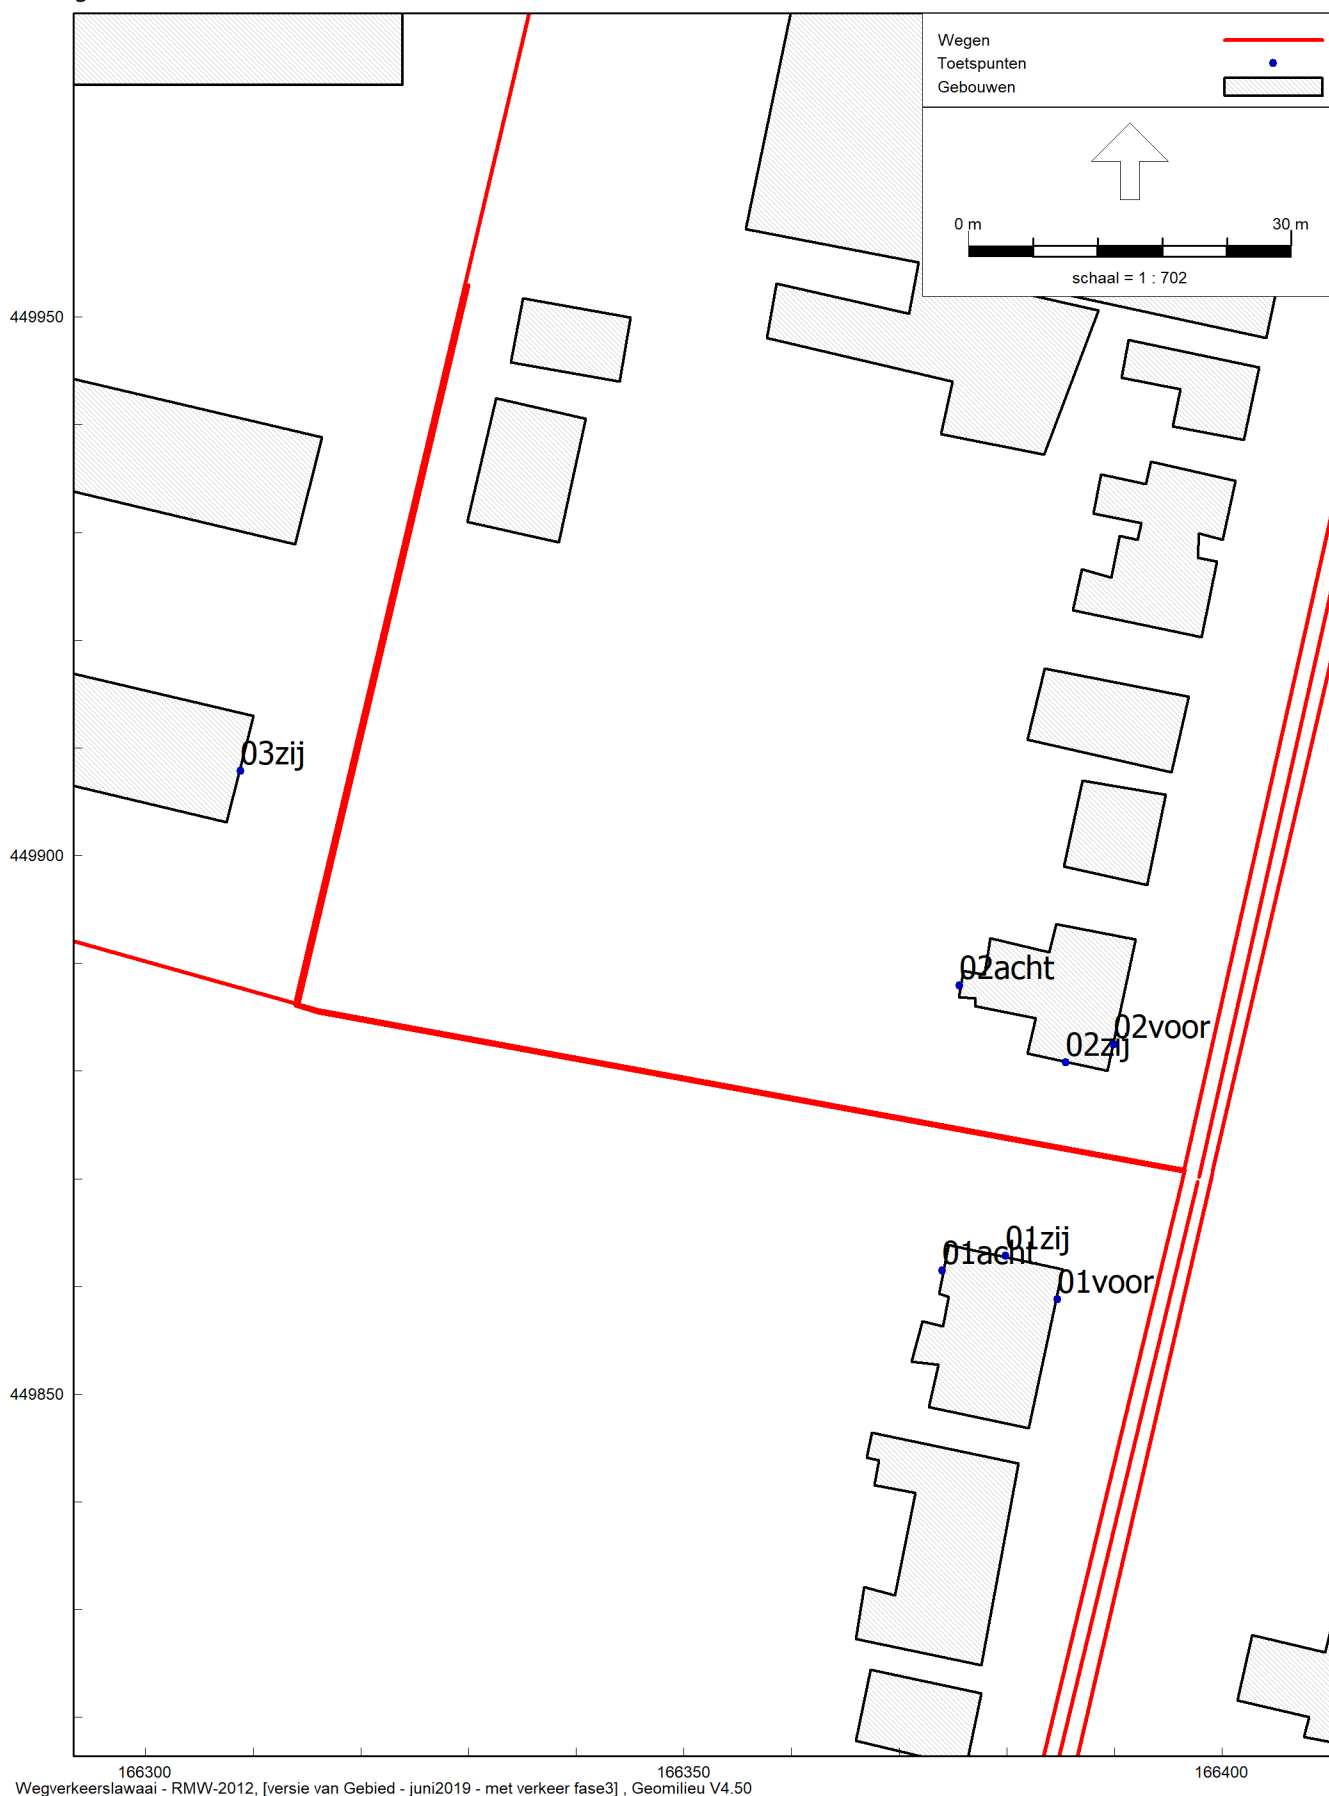 Wegen
Toetspunten
Gebouwen
0 m 30 m
schaal = 1 : 702
449950
03zij
449900
02acht
02voor
02zij
01zij
01acht
01voor
449850
166300 166350 166400
Wegverkeerslawaai - RMW-2012, [versie van Gebied - juni2019 - met verkeer fase3] , Geomilieu V4.50